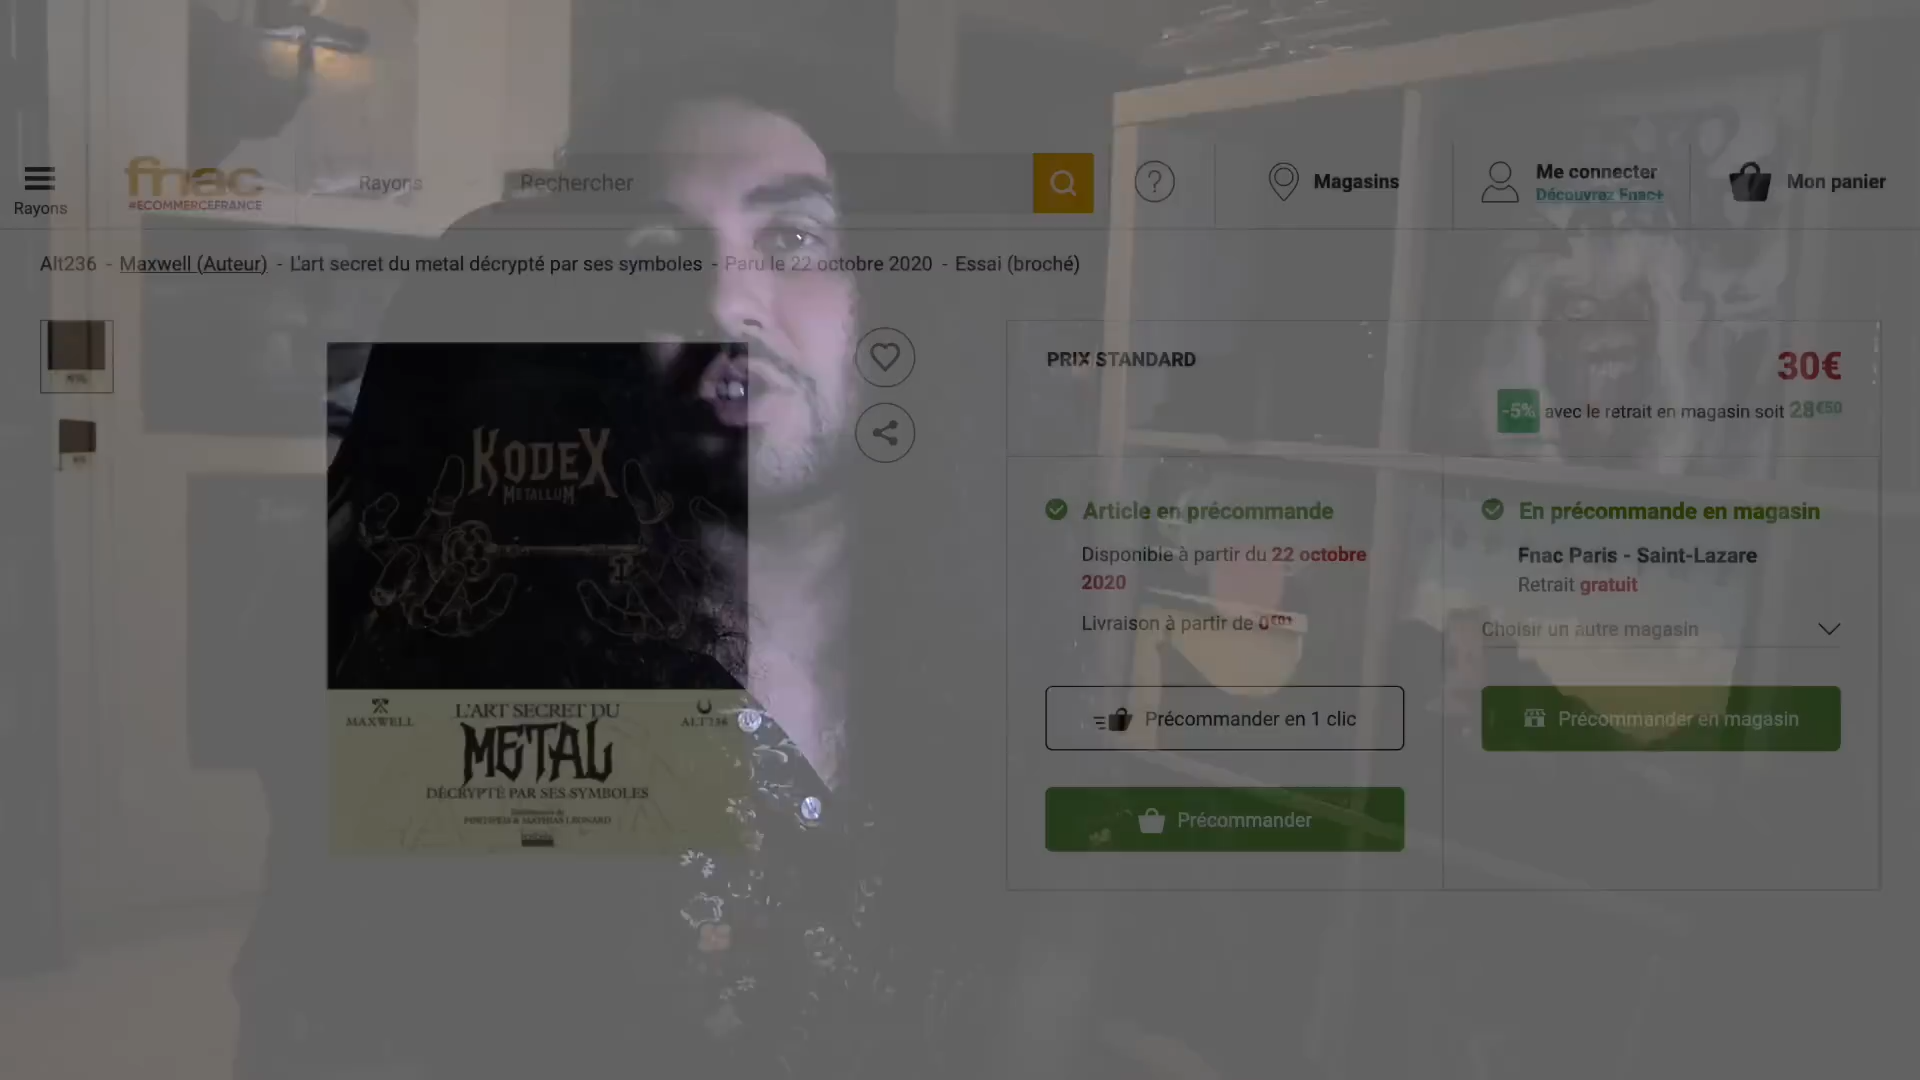 Rayons
fnac
#ECOMMERCEFRANCE
Rayons
Rechercher
?
Magasins
Me connecter
Découvrez Fnac+
Mon panier
Alt236 - Maxwell (Auteur) - L'art secret du metal décrypté par ses symboles - Paru le 22 octobre 2020 - Essai (broché)
KODEX
METALLUM
MAXWELL
L'ART SECRET DU
ALT236
METAL
DÉCRYPTÉ PAR SES SYMBOLES
PRIX STANDARD
30€
-5% avec le retrait en magasin soit 28€50
Article en précommande
Disponible à partir du 22 octobre
2020
Livraison à partir de 0€01
Précommander en 1 clic
Précommander
En précommande en magasin
Fnac Paris - Saint-Lazare
Retrait gratuit
Choisir un autre magasin
Précommander en magasin